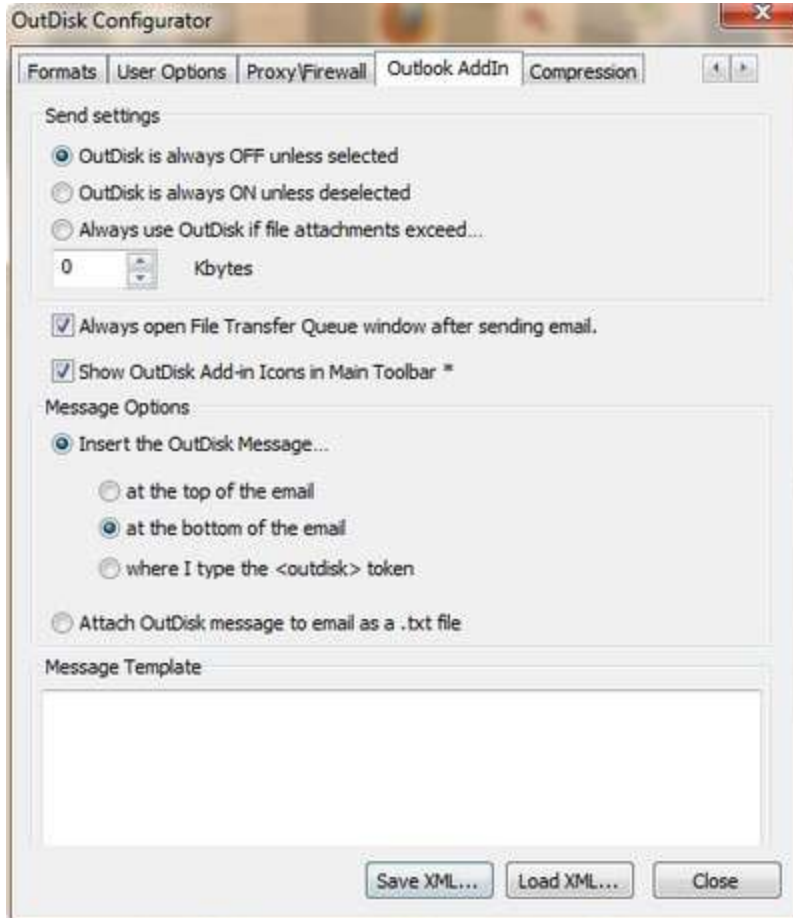 OutDisk Configurator
Formats
User Options
Proxy\Firewall
Outlook AddIn
Compression
Send settings
OutDisk is always OFF unless selected
OutDisk is always ON unless deselected
Always use OutDisk if file attachments exceed...
0 Kbytes
Always open File Transfer Queue window after sending email.
Show OutDisk Add-in Icons in Main Toolbar *
Message Options
Insert the OutDisk Message...
at the top of the email
at the bottom of the email
where I type the <outdisk> token
Attach OutDisk message to email as a .txt file
Message Template
Save XML...
Load XML...
Close